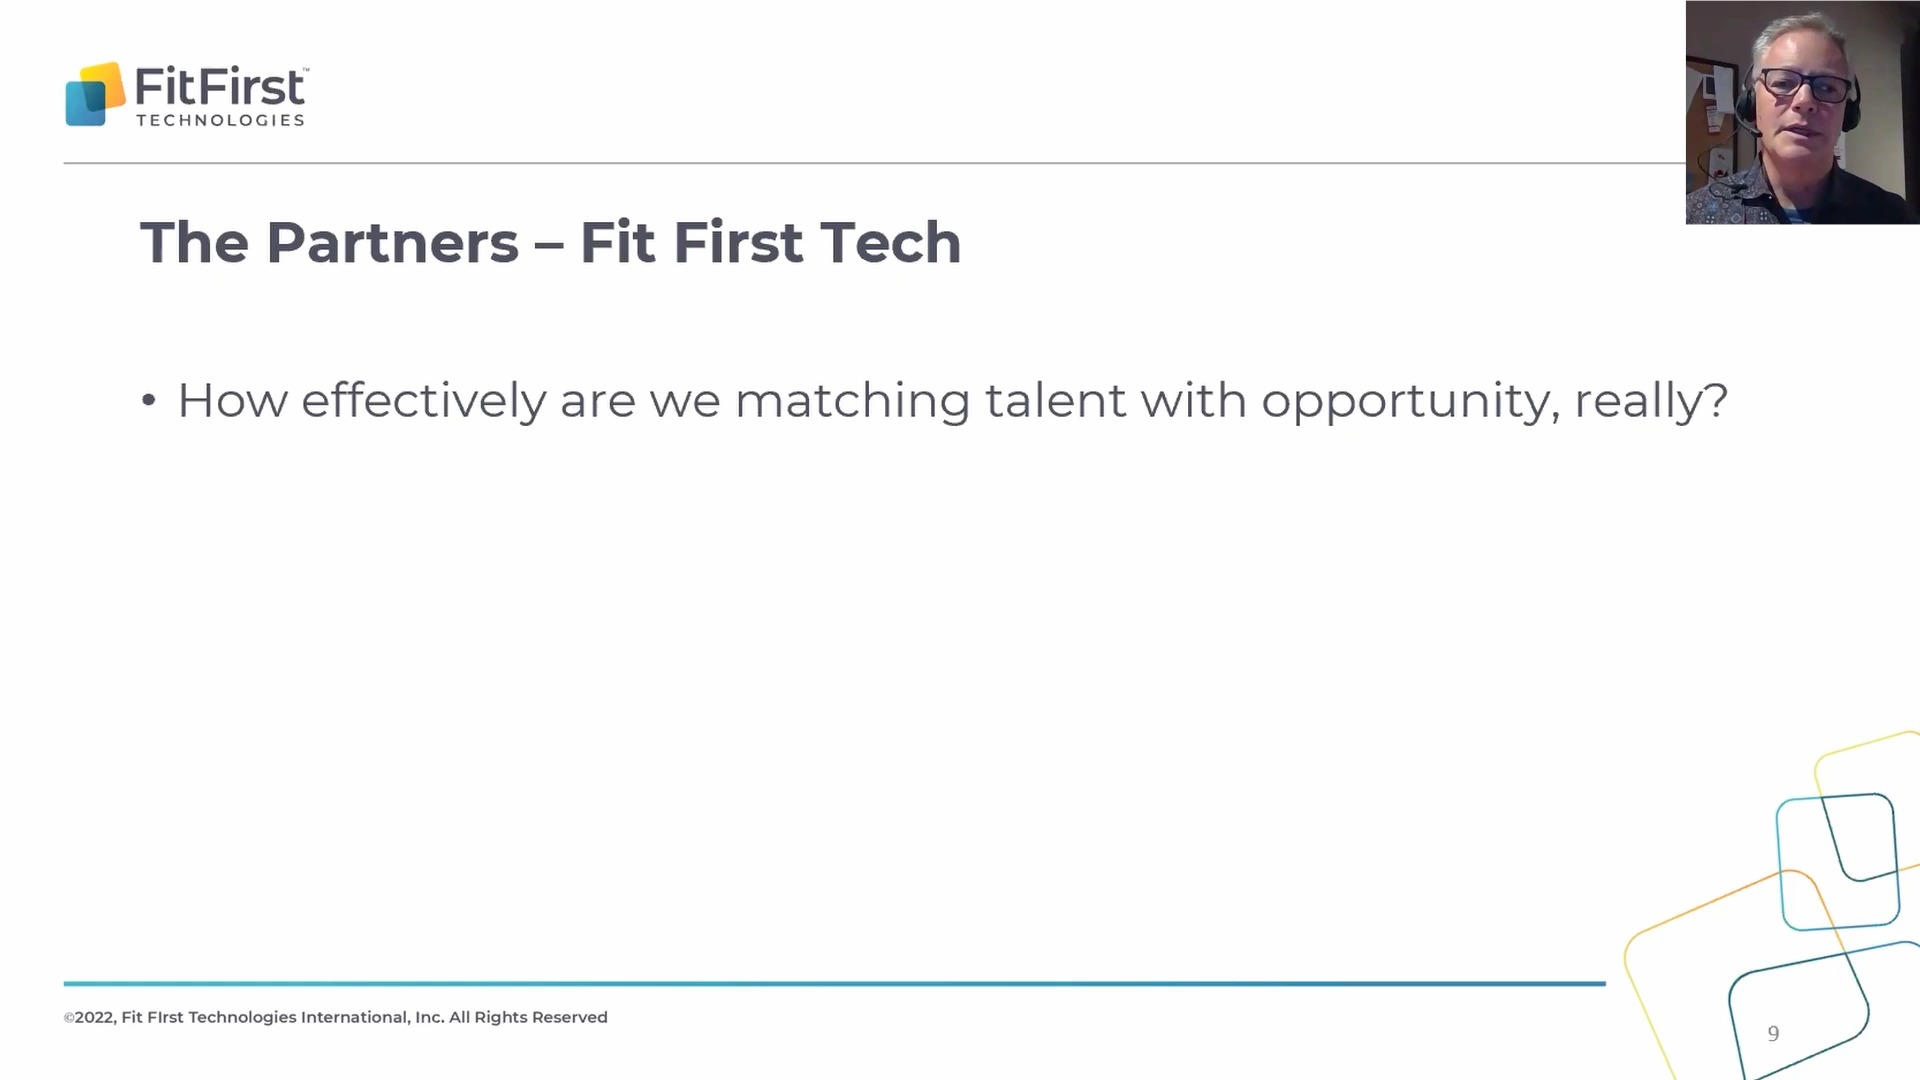 FitFirst™
TECHNOLOGIES
The Partners – Fit First Tech
• How effectively are we matching talent with opportunity, really?
©2022, Fit FIrst Technologies International, Inc. All Rights Reserved
9